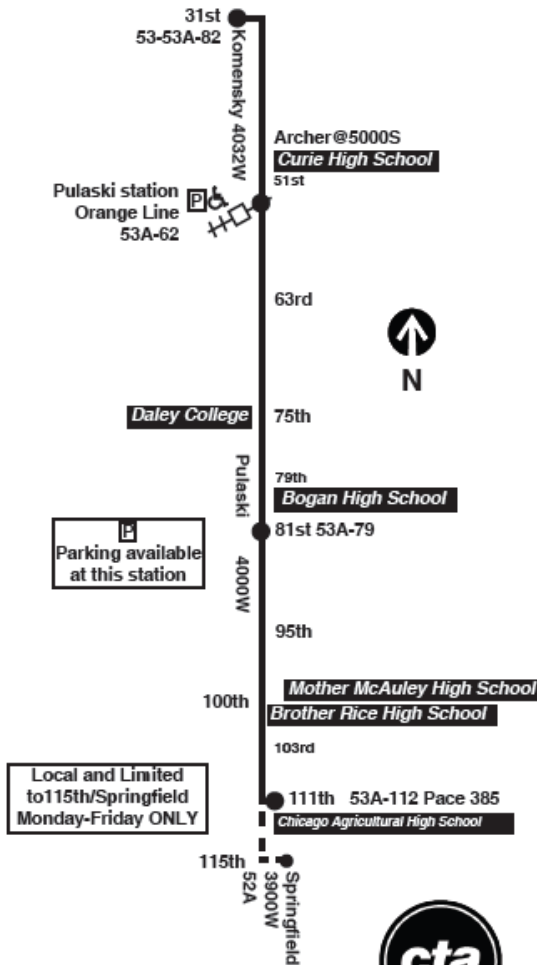 31st
53-53A-82
Komensky 4032W
Archer@5000S
Curie High School
51st
Pulaski station
Orange Line
53A-62
P
63rd
N
Daley College
75th
Pulaski
79th
Bogan High School
81st 53A-79
P
Parking available
at this station
4000W
95th
Mother McAuley High School
100th
Brother Rice High School
103rd
Local and Limited
to115th/Springfield
Monday-Friday ONLY
111th 53A-112 Pace 385
Chicago Agricultural High School
115th
52A
3900W
Springfield
cta